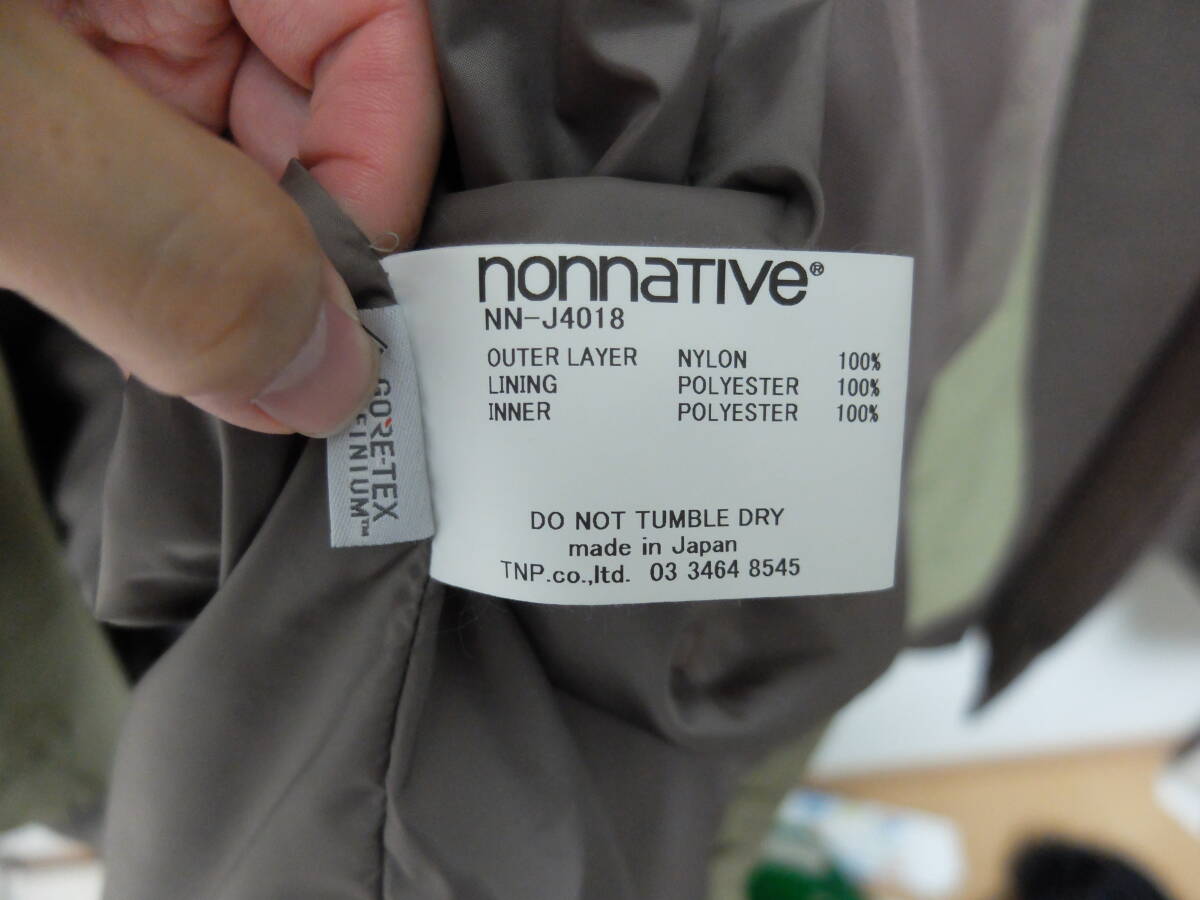 nonnative®
NN-J4018
OUTER LAYER NYLON 100%
LINING POLYESTER 100%
INNER POLYESTER 100%
DO NOT TUMBLE DRY
made in Japan
TNP.co.,ltd. 03 3464 8545
GORE-TEX